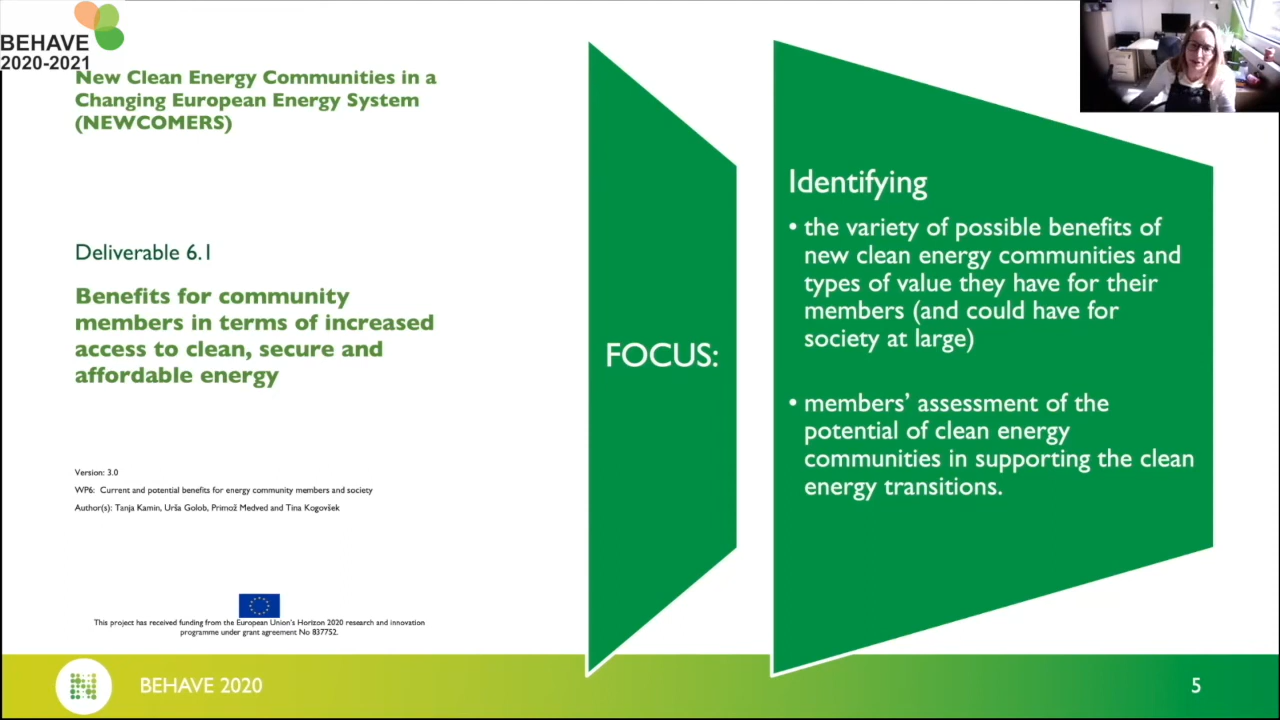 BEHAVE
2020-2021
New Clean Energy Communities in a
Changing European Energy System
(NEWCOMERS)
Deliverable 6.1
Benefits for community
members in terms of increased
access to clean, secure and
affordable energy
Version: 3.0
WP6: Current and potential benefits for energy community members and society
Author(s): Tanja Kamin, Urša Golob, Primož Medved and Tina Kogovšek
This project has received funding from the European Union's Horizon 2020 research and innovation
programme under grant agreement No 837752.
FOCUS:
Identifying
• the variety of possible benefits of
new clean energy communities and
types of value they have for their
members (and could have for
society at large)
• members’ assessment of the
potential of clean energy
communities in supporting the clean
energy transitions.
BEHAVE 2020
5